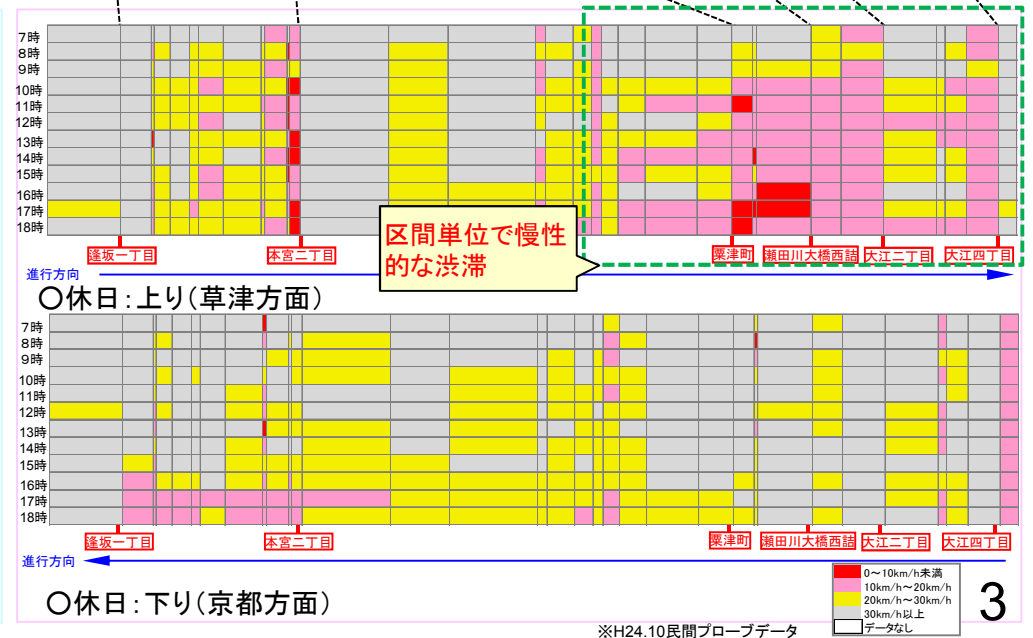 7時
8時
9時
10時
11時
12時
13時
14時
15時
16時
17時
18時
区間単位で慢性
的な渋滞
逢坂一丁目
本宮二丁目
粟津町
瀬田川大橋西詰
大江二丁目
大江四丁目
進行方向
○休日:上り(草津方面)
7時
8時
9時
10時
11時
12時
13時
14時
15時
16時
17時
18時
逢坂一丁目
本宮二丁目
粟津町
瀬田川大橋西詰
大江二丁目
大江四丁目
進行方向
○休日:下り(京都方面)
0~10km/h未満
10km/h~20km/h
20km/h~30km/h
30km/h以上
データなし
3
※H24.10民間プローブデータ